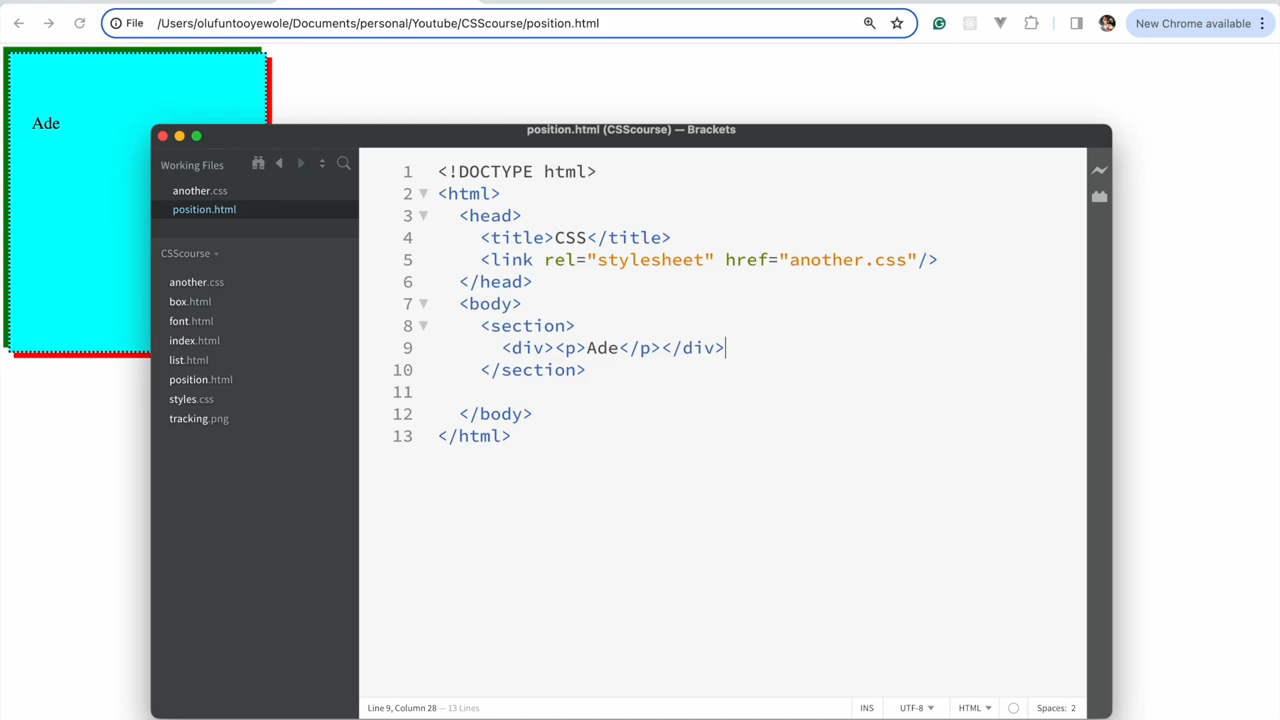 File /Users/olufuntooyewole/Documents/personal/Youtube/CSScourse/position.html New Chrome available
Ade
position.html (CSScourse) — Brackets
Working Files
another.css
position.html
CSScourse
another.css
box.html
font.html
index.html
list.html
position.html
styles.css
tracking.png
1 <!DOCTYPE html>
2 <html>
3 <head>
4 <title>CSS</title>
5 <link rel="stylesheet" href="another.css"/>
6 </head>
7 <body>
8 <section>
9 <div><p>Ade</p></div>
10 </section>
11
12 </body>
13 </html>
Line 9, Column 28 — 13 Lines INS UTF-8 HTML Spaces: 2